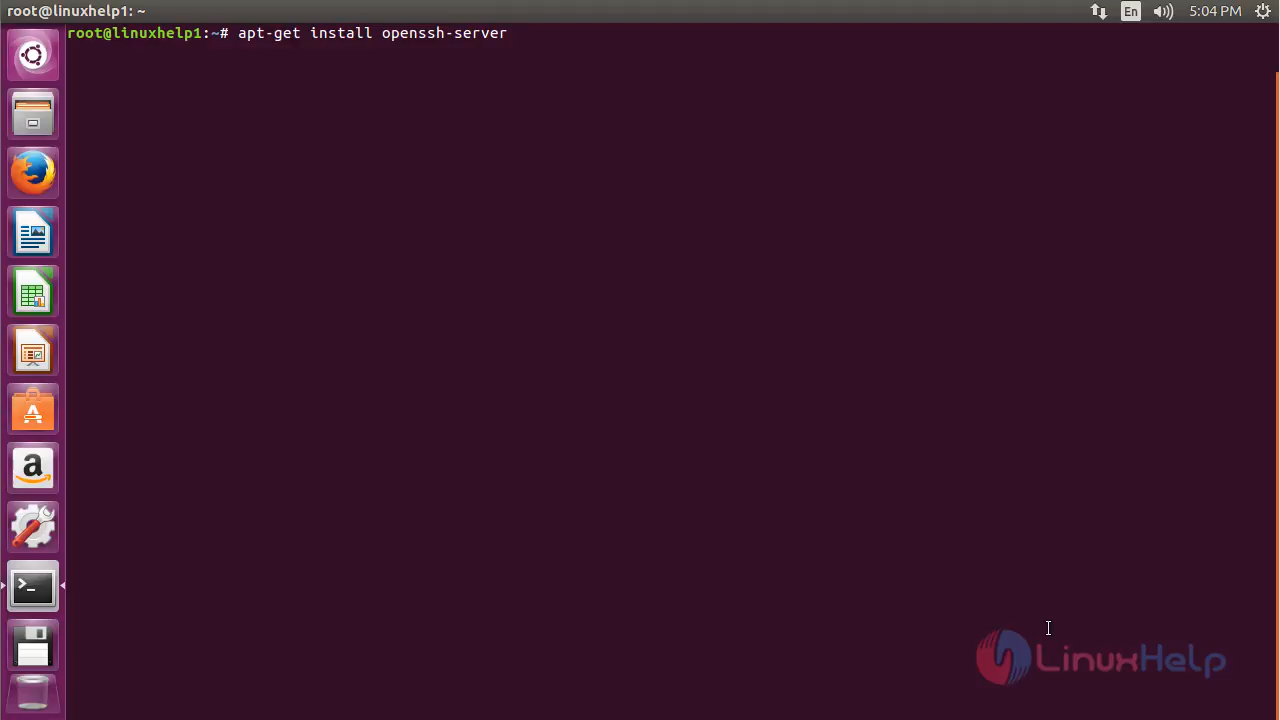 root@linuxhelp1: ~
En
5:04 PM
root@linuxhelp1:~# apt-get install openssh-server
A
a
>_
LinuxHelp